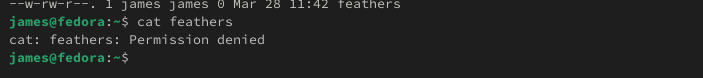 --w-rw-r--. 1 james james 0 Mar 28 11:42 feathers
james@fedora:~$ cat feathers
cat: feathers: Permission denied
james@fedora:~$